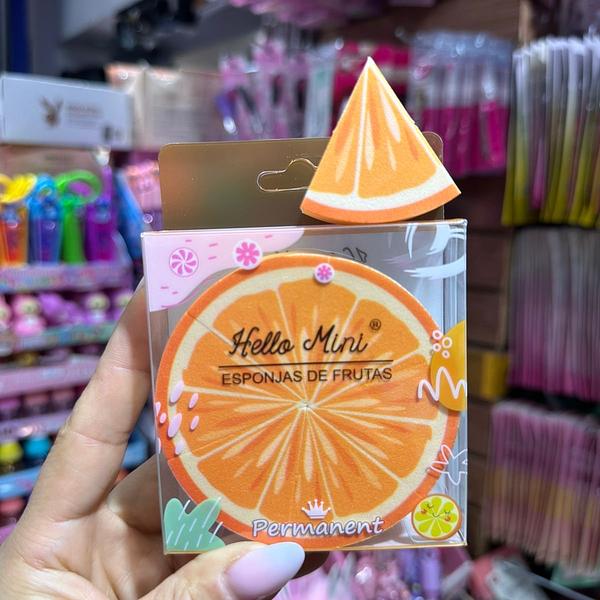 Hello Mini®
ESPONJAS DE FRUTAS
Permanent